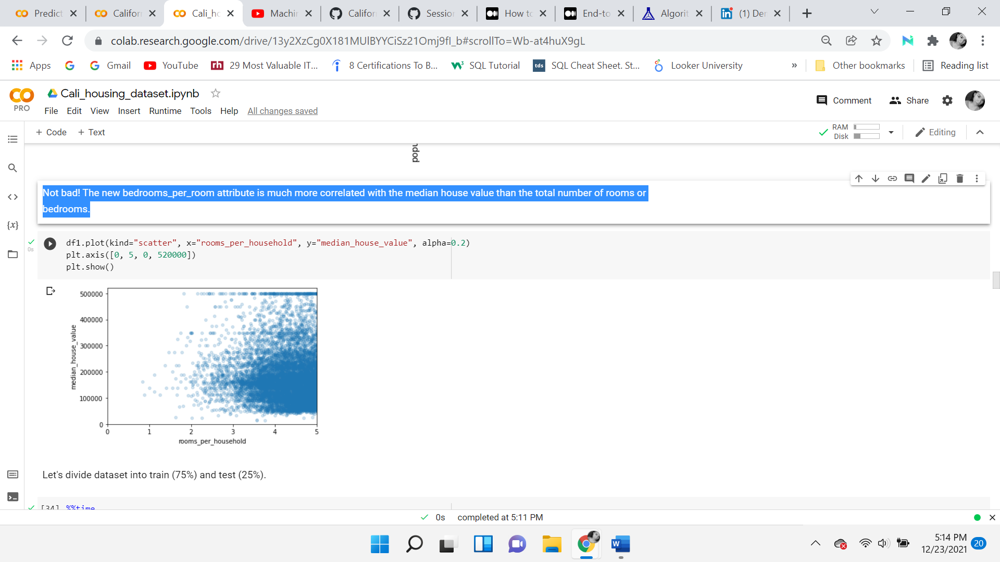 Predict
Califor
Cali_ho
Machin
Califor
Session
How to
End-to
Algorit
(1) Der
colab.research.google.com/drive/13y2XzCg0X181MUlBYYCiSz21Omj9fI_b#scrollTo=Wb-at4huX9gL
Apps
Gmail
YouTube
29 Most Valuable IT...
8 Certifications To B...
SQL Tutorial
tds SQL Cheat Sheet. St...
Looker University
»
Other bookmarks
Reading list
PRO
Cali_housing_dataset.ipynb
File Edit View Insert Runtime Tools Help All changes saved
Comment
Share
+ Code + Text
RAM
Disk
Editing
popu
Not bad! The new bedrooms_per_room attribute is much more correlated with the median house value than the total number of rooms or
bedrooms.
0s
df1.plot(kind="scatter", x="rooms_per_household", y="median_house_value", alpha=0.2)
plt.axis([0, 5, 0, 520000])
plt.show()
500000
400000
300000
200000
100000
0
median_house_value
0 1 2 3 4 5
rooms_per_household
Let's divide dataset into train (75%) and test (25%).
[34] %%time
0s completed at 5:11 PM
5:14 PM
12/23/2021
20